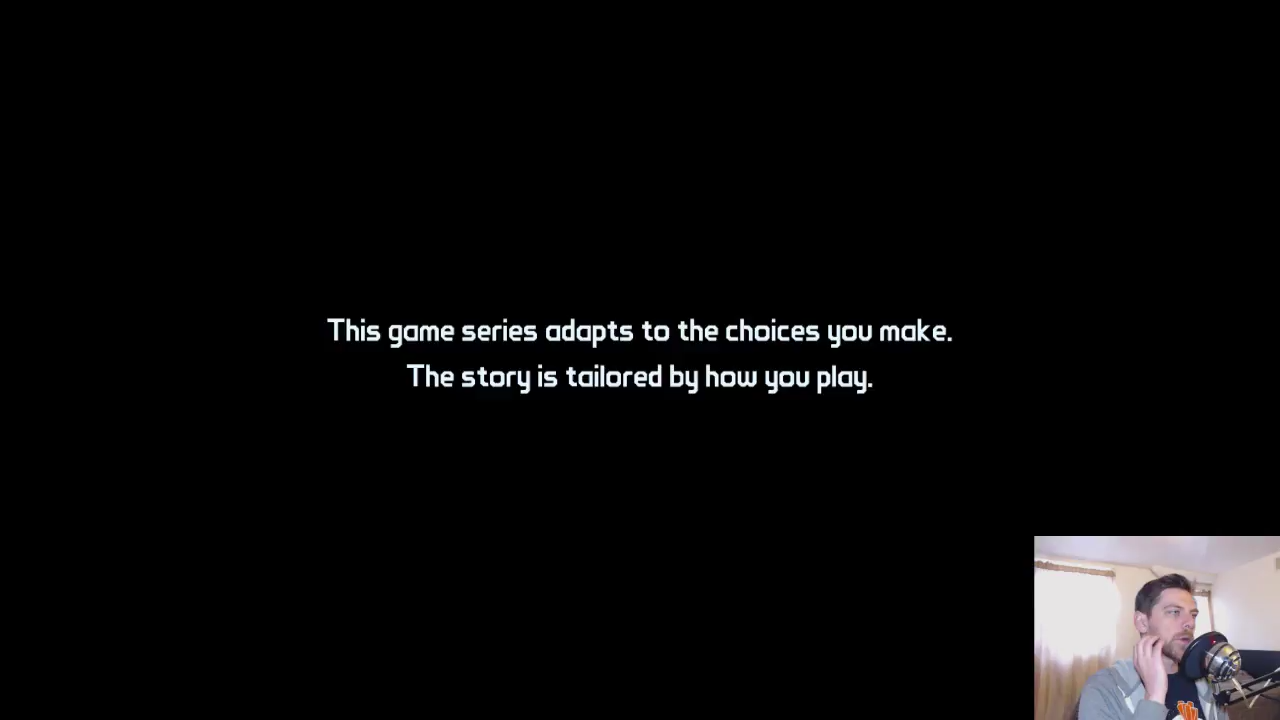 This game series adapts to the choices you make.
The story is tailored by how you play.